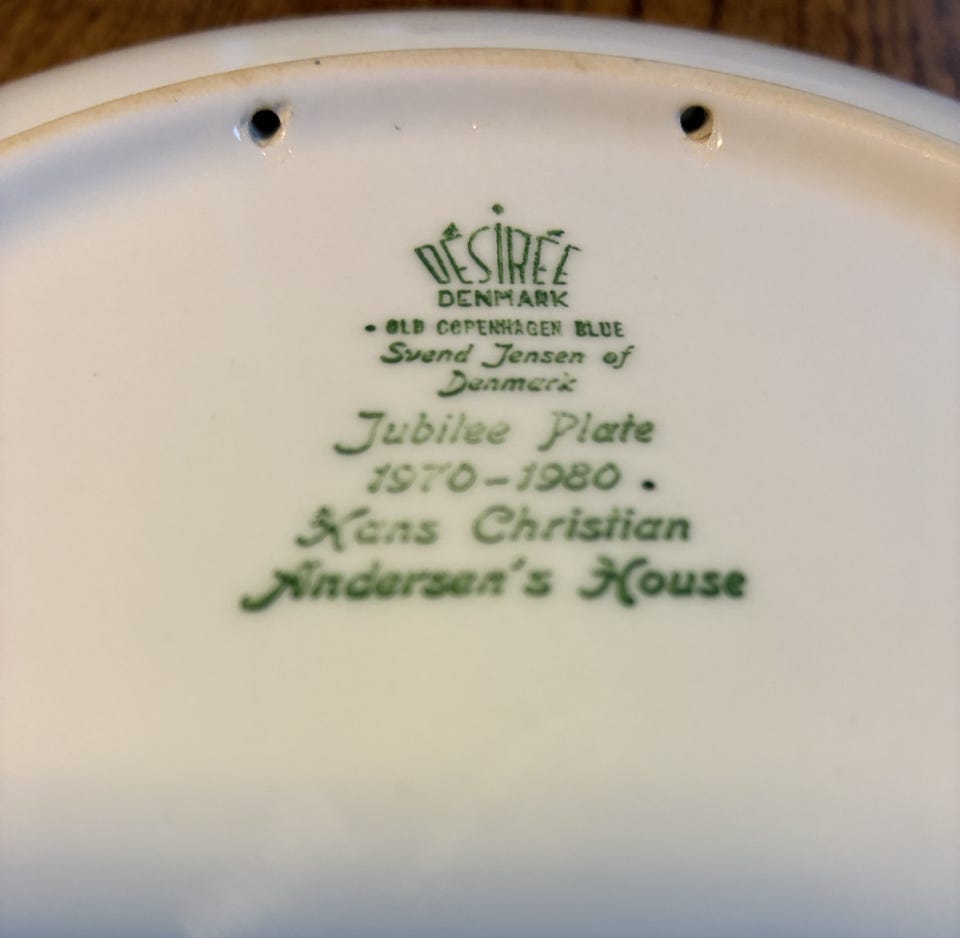 DÉSIRÉE
DENMARK
• OLD COPENHAGEN BLUE
Svend Jensen of
Denmark
Jubilee Plate
1970-1980 •
Hans Christian
Andersen's House